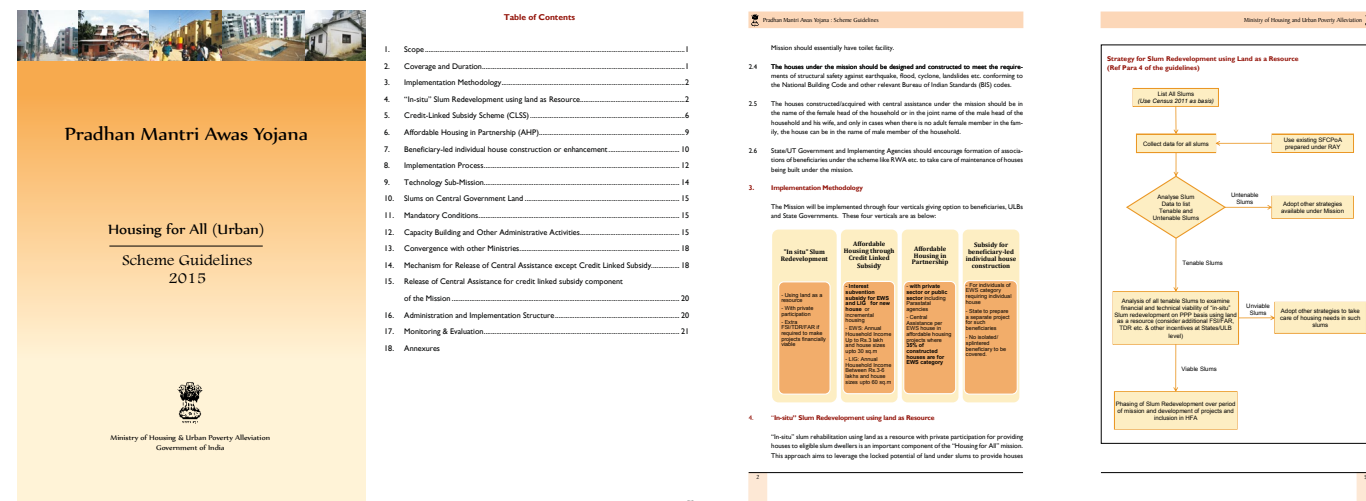 Pradhan Mantri Awas Yojana
Housing for All (Urban)
Scheme Guidelines
2015
Ministry of Housing & Urban Poverty Alleviation
Government of India
Table of Contents
1. Scope 1
2. Coverage and Duration 1
3. Implementation Methodology 2
4. "In-situ" Slum Redevelopment using land as Resource 2
5. Credit-Linked Subsidy Scheme (CLSS) 6
6. Affordable Housing in Partnership (AHP) 9
7. Beneficiary-led individual house construction or enhancement 10
8. Implementation Process 12
9. Technology Sub-Mission 14
10. Slums on Central Government Land 15
11. Mandatory Conditions 15
12. Capacity Building and Other Administrative Activities 15
13. Convergence with other Ministries 18
14. Mechanism for Release of Central Assistance except Credit Linked Subsidy 18
15. Release of Central Assistance for credit linked subsidy component
of the Mission 20
16. Administration and Implementation Structure 20
17. Monitoring & Evaluation 21
18. Annexures
Pradhan Mantri Awas Yojana : Scheme Guidelines
Mission should essentially have toilet facility.
2.4 The houses under the mission should be designed and constructed to meet the require-
ments of structural safety against earthquake, flood, cyclone, landslides etc. conforming to
the National Building Code and other relevant Bureau of Indian Standards (BIS) codes.
2.5 The houses constructed/acquired with central assistance under the mission should be in
the name of the female head of the household or in the joint name of the male head of the
household and his wife, and only in cases when there is no adult female member in the fam-
ily, the house can be in the name of male member of the household.
2.6 State/UT Government and Implementing Agencies should encourage formation of associa-
tions of beneficiaries under the scheme like RWA etc. to take care of maintenance of houses
being built under the mission.
3. Implementation Methodology
The Mission will be implemented through four verticals giving option to beneficiaries, ULBs
and State Governments. These four verticals are as below:
"In situ" Slum
Redevelopment
- Using land as a
resource
- With private
participation
- Extra
FSI/TDR/FAR if
required to make
projects financially
viable
Affordable
Housing through
Credit Linked
Subsidy
- Interest
subvention
subsidy for EWS
and LIG for new
house or
incremental
housing
- EWS: Annual
Household Income
Up to Rs.3 lakh
and house sizes
upto 30 sq.m
- LIG: Annual
Household Income
Between Rs.3-6
lakhs and house
sizes upto 60 sq.m
Affordable
Housing in
Partnership
- with private
sector or public
sector including
Parastatal
agencies
- Central
Assistance per
EWS house in
affordable housing
projects where
35% of
constructed
houses are for
EWS category
Subsidy for
beneficiary-led
individual house
construction
- For individuals of
EWS category
requiring individual
house
- State to prepare
a separate project
for such
beneficiaries
- No isolated/
splintered
beneficiary to be
covered.
4. "In-situ" Slum Redevelopment using land as Resource
"In-situ" slum rehabilitation using land as a resource with private participation for providing
houses to eligible slum dwellers is an important component of the "Housing for All" mission.
This approach aims to leverage the locked potential of land under slums to provide houses
2
Ministry of Housing and Urban Poverty Alleviation
Strategy for Slum Redevelopment using Land as a Resource
(Ref Para 4 of the guidelines)
List All Slums
(Use Census 2011 as basis)
Collect data for all slums
Use existing SFCPoA
prepared under RAY
Analyse Slum
Data to list
Tenable and
Untenable Slums
Untenable
Slums
Adopt other strategies
available under Mission
Tenable Slums
Analysis of all tenable Slums to examine
financial and technical viability of "in-situ"
Slum redevelopment on PPP basis using land
as a resource (consider additional FSI/FAR,
TDR etc. & other incentives at States/ULB
level)
Unviable
Slums
Adopt other strategies to take
care of housing needs in such
slums
Viable Slums
Phasing of Slum Redevelopment over period
of mission and development of projects and
inclusion in HFA